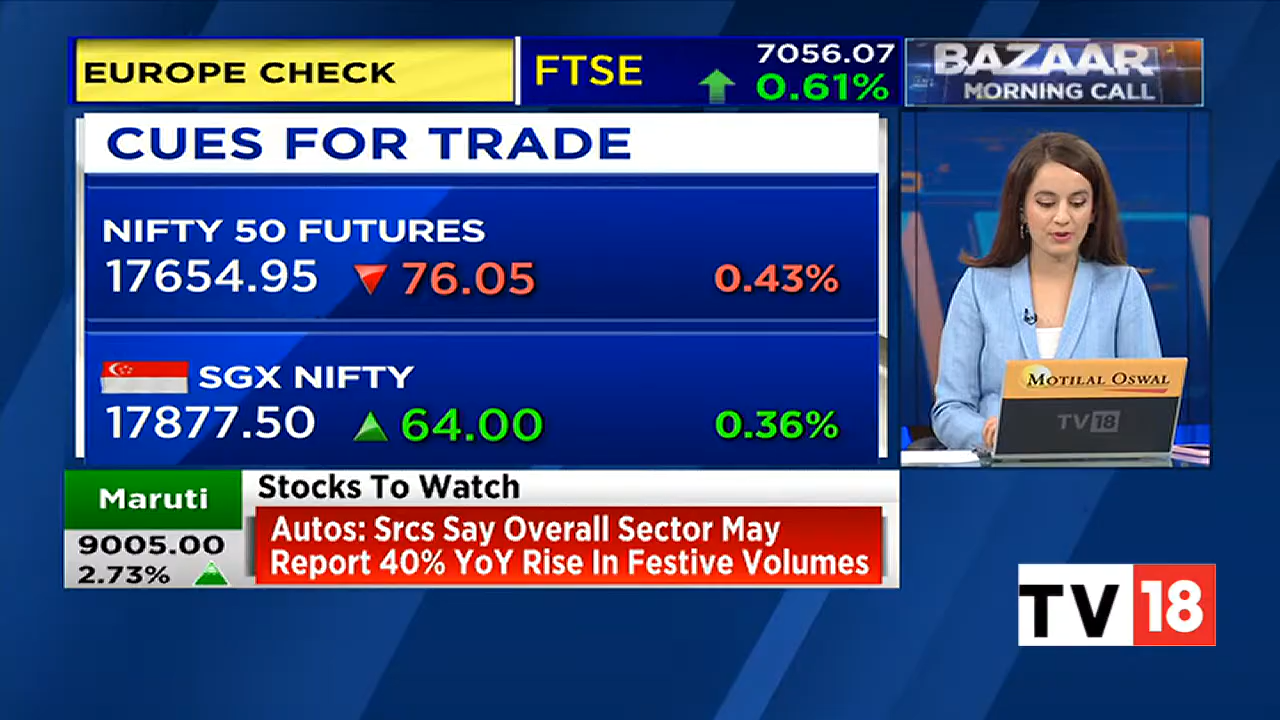 EUROPE CHECK
FTSE
7056.07
0.61%
BAZAAR
MORNING CALL
CUES FOR TRADE
NIFTY 50 FUTURES
17654.95 76.05 0.43%
SGX NIFTY
17877.50 64.00 0.36%
MOTILAL OSWAL
TV18
Maruti
9005.00
2.73%
Stocks To Watch
Autos: Srcs Say Overall Sector May
Report 40% YoY Rise In Festive Volumes
TV18